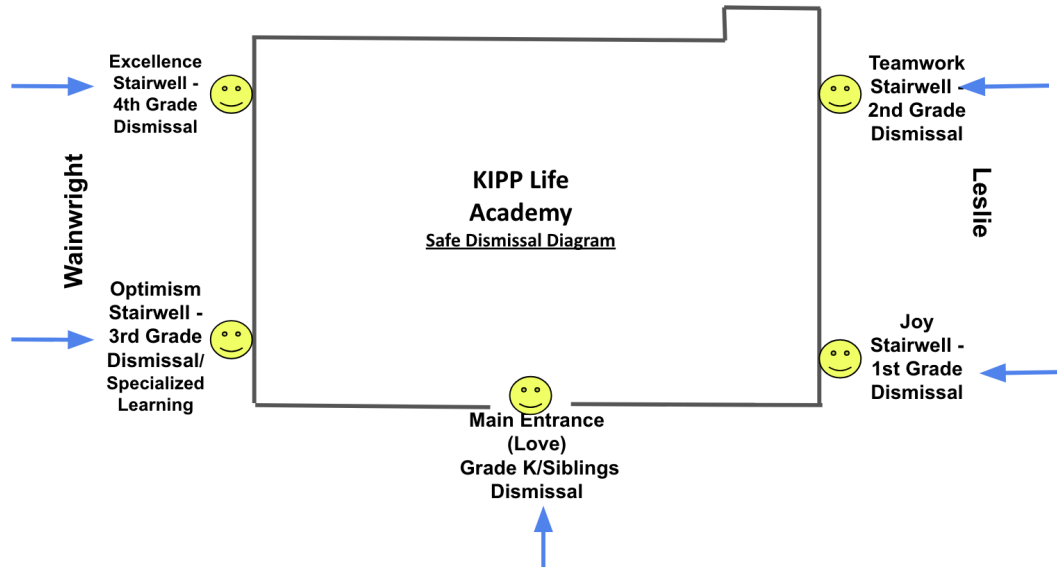 Excellence
Stairwell -
4th Grade
Dismissal
Wainwright
Optimism
Stairwell -
3rd Grade
Dismissal/
Specialized
Learning
KIPP Life
Academy
Safe Dismissal Diagram
Main Entrance
(Love)
Grade K/Siblings
Dismissal
Teamwork
Stairwell -
2nd Grade
Dismissal
Leslie
Joy
Stairwell -
1st Grade
Dismissal